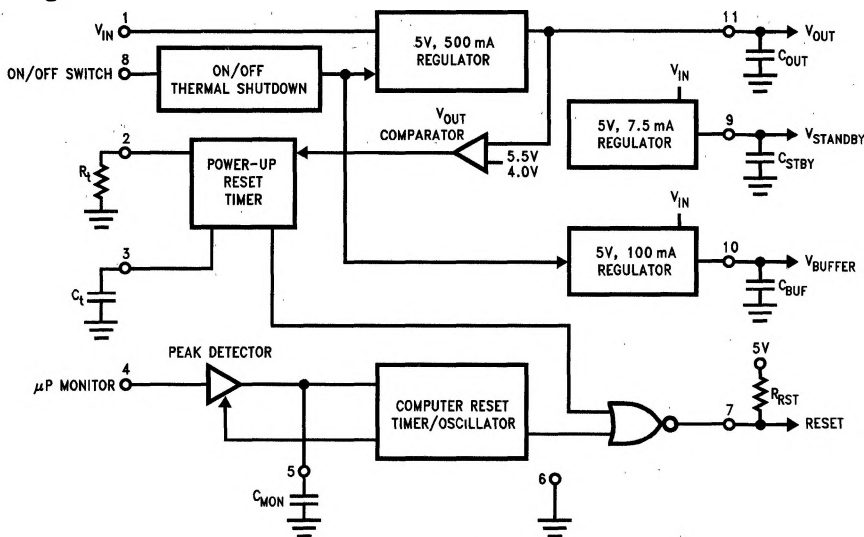 1
V_IN
5V, 500 mA
REGULATOR
11
V_OUT
C_OUT
ON/OFF SWITCH
8
ON/OFF
THERMAL SHUTDOWN
V_OUT
COMPARATOR
5.5V
4.0V
V_IN
5V, 7.5 mA
REGULATOR
9
V_STANDBY
C_STBY
2
R_t
POWER-UP
RESET
TIMER
V_IN
5V, 100 mA
REGULATOR
10
V_BUFFER
C_BUF
3
C_t
PEAK DETECTOR
4
μP MONITOR
COMPUTER RESET
TIMER/OSCILLATOR
5V
R_RST
7
RESET
5
C_MON
6